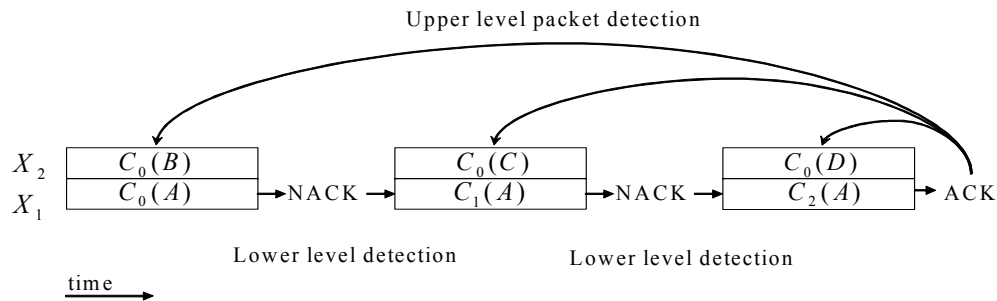 Upper level packet detection
X₂ C₀(B) C₀(C) C₀(D)
X₁ C₀(A) NACK C₁(A) NACK C₂(A) ACK
Lower level detection Lower level detection
time